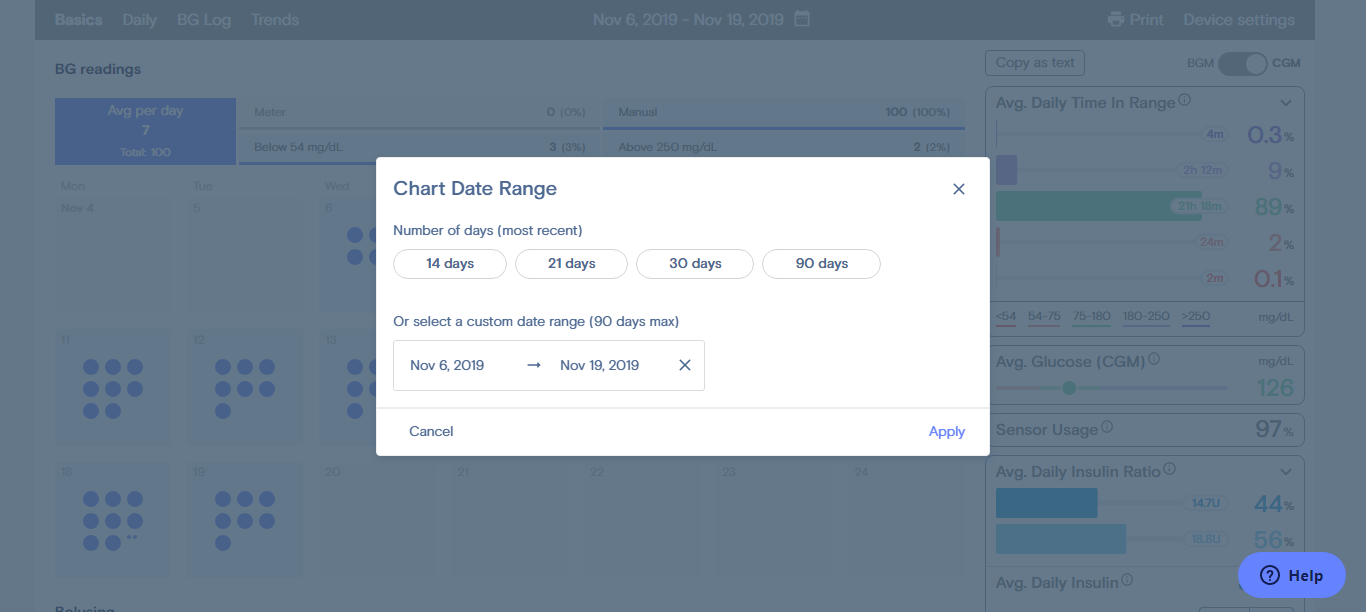 Basics Daily BG Log Trends Nov 6, 2019 - Nov 19, 2019 Print Device settings
BG readings
Copy as text BGM CGM
Avg per day
7
Total: 100
Meter 0 (0%) Manual 100 (100%)
Below 54 mg/dL 3 (3%) Above 250 mg/dL 2 (2%)
Mon Tue Wed
Nov 4 5 6
11 12 13
18 19 20 21 22 23 24
Bolusing
Chart Date Range
Number of days (most recent)
14 days 21 days 30 days 90 days
Or select a custom date range (90 days max)
Nov 6, 2019 → Nov 19, 2019
Cancel Apply
Avg. Daily Time In Range
4m 0.3%
2h 12m 9%
21h 18m 89%
24m 2%
2m 0.1%
<54 54-75 75-180 180-250 >250 mg/dL
Avg. Glucose (CGM) mg/dL
126
Sensor Usage 97%
Avg. Daily Insulin Ratio
14.7U 44%
18.8U 56%
Avg. Daily Insulin
Help